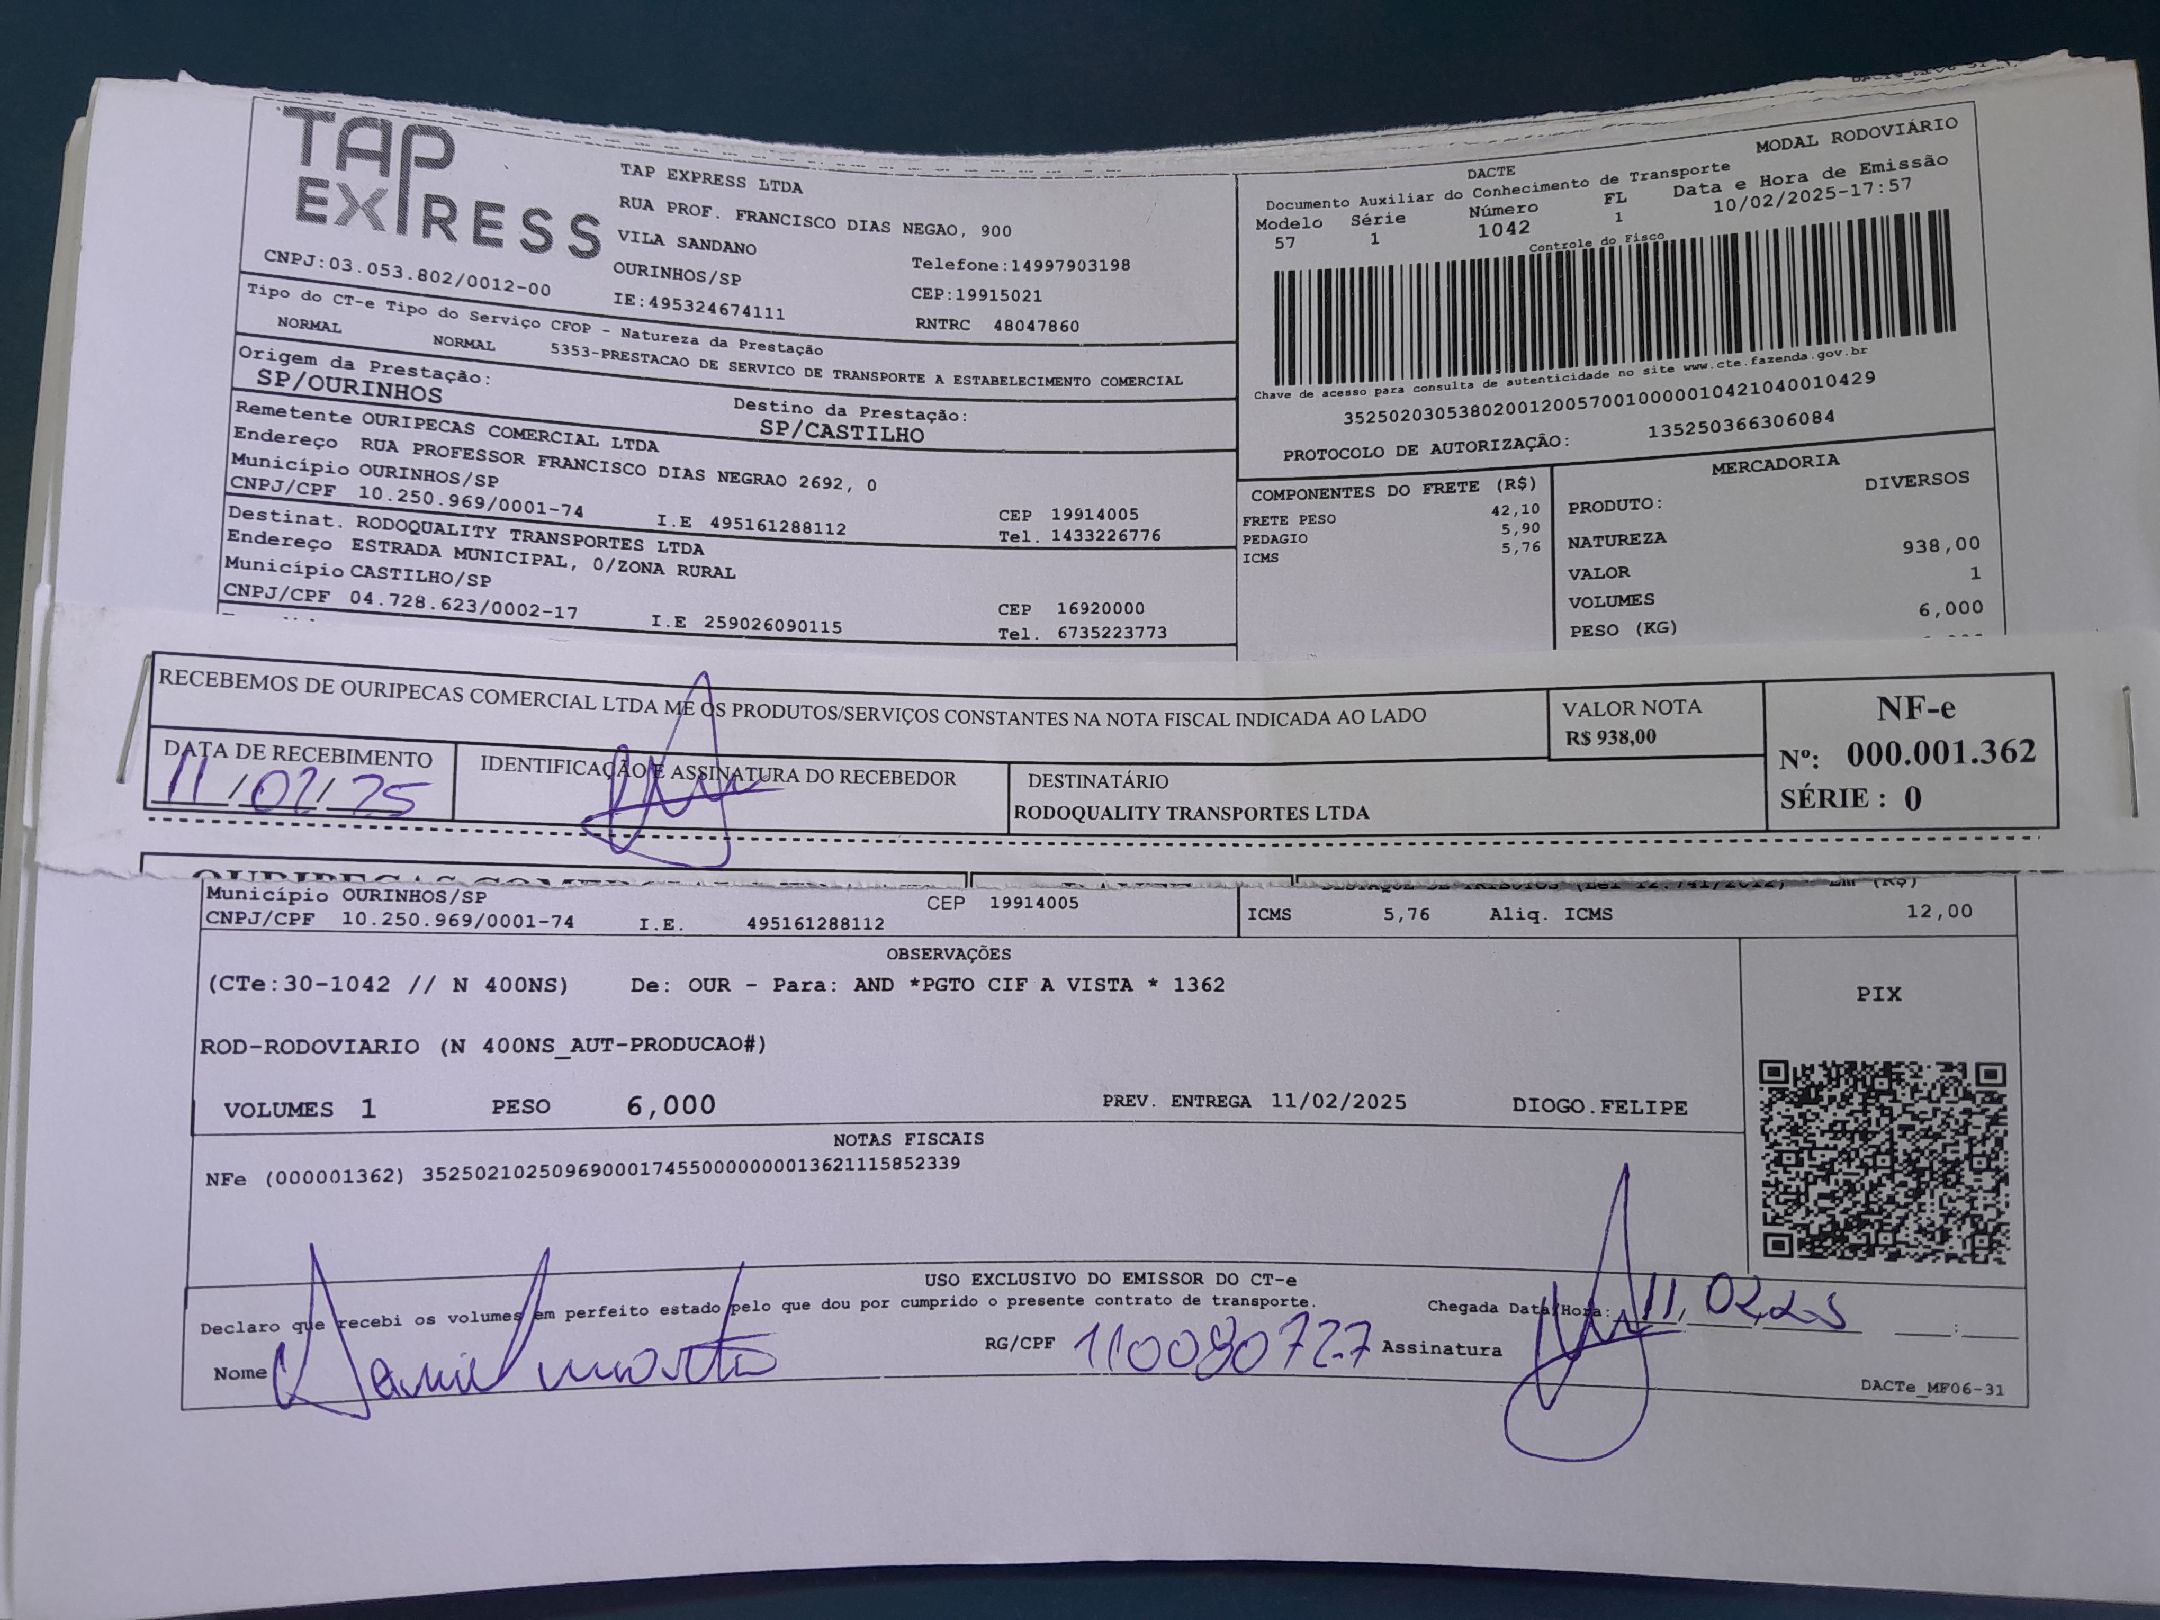 TAP
EXPRESS
TAP EXPRESS LTDA
RUA PROF. FRANCISCO DIAS NEGAO, 900
VILA SANDANO
OURINHOS/SP Telefone:14997903198
CNPJ:03.053.802/0012-00 IE:495324674111 CEP:19915021
RNTRC 48047860
Tipo do CT-e Tipo do Serviço CFOP - Natureza da Prestação
NORMAL NORMAL 5353-PRESTACAO DE SERVICO DE TRANSPORTE A ESTABELECIMENTO COMERCIAL
Origem da Prestação: Destino da Prestação:
SP/OURINHOS SP/CASTILHO
Remetente OURIPECAS COMERCIAL LTDA
Endereço RUA PROFESSOR FRANCISCO DIAS NEGRAO 2692, 0
Município OURINHOS/SP CEP 19914005
CNPJ/CPF 10.250.969/0001-74 I.E 495161288112 Tel. 1433226776
Destinat. RODOQUALITY TRANSPORTES LTDA
Endereço ESTRADA MUNICIPAL, 0/ZONA RURAL
Município CASTILHO/SP CEP 16920000
CNPJ/CPF 04.728.623/0002-17 I.E 259026090115 Tel. 6735223773
DACTE MODAL RODOVIÁRIO
Documento Auxiliar do Conhecimento de Transporte
Modelo Série Número FL Data e Hora de Emissão
57 1 1042 1 10/02/2025-17:57
Controle do Fisco
Chave de acesso para consulta de autenticidade no site www.cte.fazenda.gov.br
35250203053802001200570010000010421040010429
PROTOCOLO DE AUTORIZAÇÃO: 135250366306084
COMPONENTES DO FRETE (R$)
FRETE PESO 42,10
PEDAGIO 5,90
ICMS 5,76
MERCADORIA
PRODUTO: DIVERSOS
NATUREZA
VALOR 938,00
VOLUMES 1
PESO (KG) 6,000
RECEBEMOS DE OURIPECAS COMERCIAL LTDA ME OS PRODUTOS/SERVIÇOS CONSTANTES NA NOTA FISCAL INDICADA AO LADO
VALOR NOTA
R$ 938,00
NF-e
Nº: 000.001.362
SÉRIE : 0
DATA DE RECEBIMENTO
11/02/25
IDENTIFICAÇÃO E ASSINATURA DO RECEBEDOR
DESTINATÁRIO
RODOQUALITY TRANSPORTES LTDA
Município OURINHOS/SP CEP 19914005
CNPJ/CPF 10.250.969/0001-74 I.E. 495161288112
ICMS 5,76 Aliq. ICMS 12,00
OBSERVAÇÕES
(CTe:30-1042 // N 400NS) De: OUR - Para: AND *PGTO CIF A VISTA * 1362
ROD-RODOVIARIO (N 400NS_AUT-PRODUCAO#)
VOLUMES 1 PESO 6,000 PREV. ENTREGA 11/02/2025 DIOGO.FELIPE
PIX
NOTAS FISCAIS
NFe (000001362) 35250210250969000174550000000013621115852339
USO EXCLUSIVO DO EMISSOR DO CT-e
Declaro que recebi os volumes em perfeito estado pelo que dou por cumprido o presente contrato de transporte. Chegada Data/Hora: 11,02,25 __:__
Nome RG/CPF 110080727 Assinatura
DACTe_MF06-31